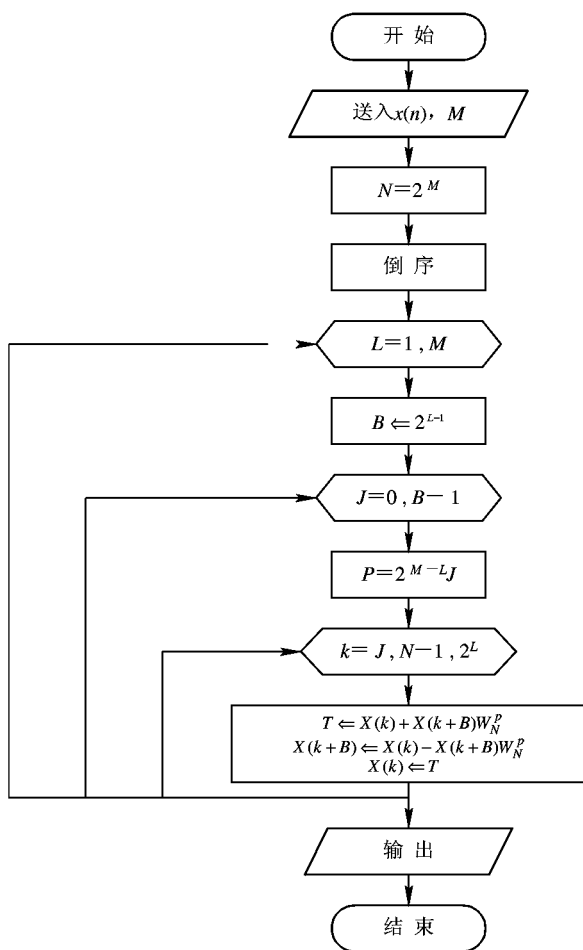 开 始
送入x(n)，M
N=2^M
倒 序
L=1，M
B⇐2^{L-1}
J=0，B-1
P=2^{M-L}J
k=J，N-1，2^L
T⇐X(k)+X(k+B)W_N^p
X(k+B)⇐X(k)-X(k+B)W_N^p
X(k)⇐T
输 出
结 束